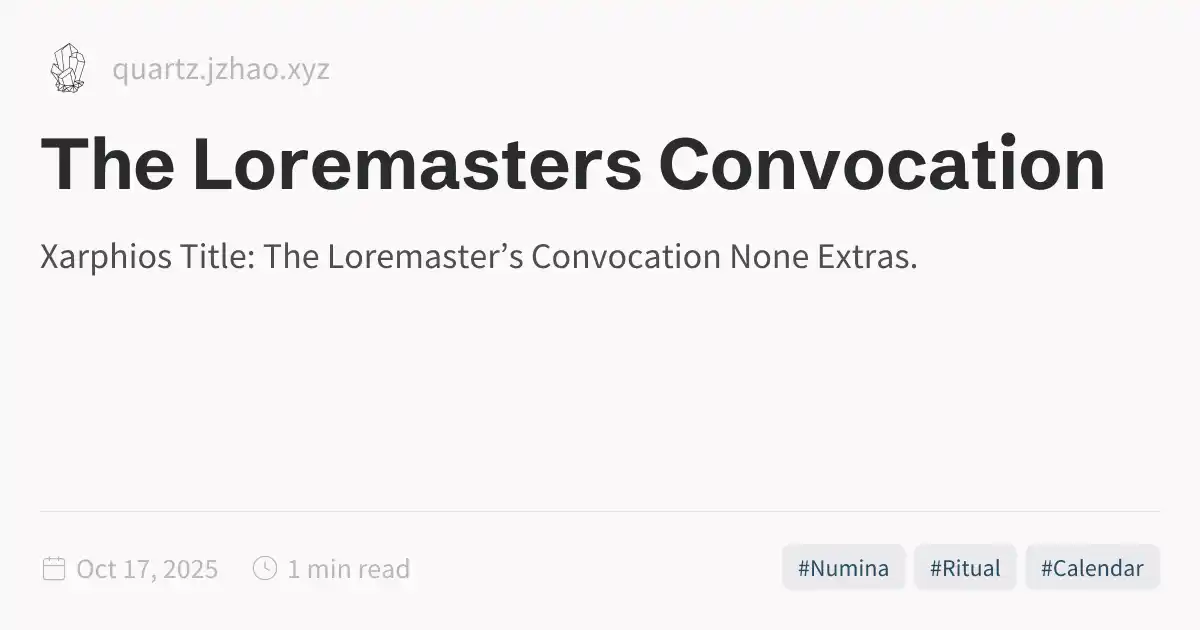 quartz.jzhao.xyz
The Loremasters Convocation
Xarphios Title: The Loremaster’s Convocation None Extras.
Oct 17, 2025 1 min read #Numina #Ritual #Calendar